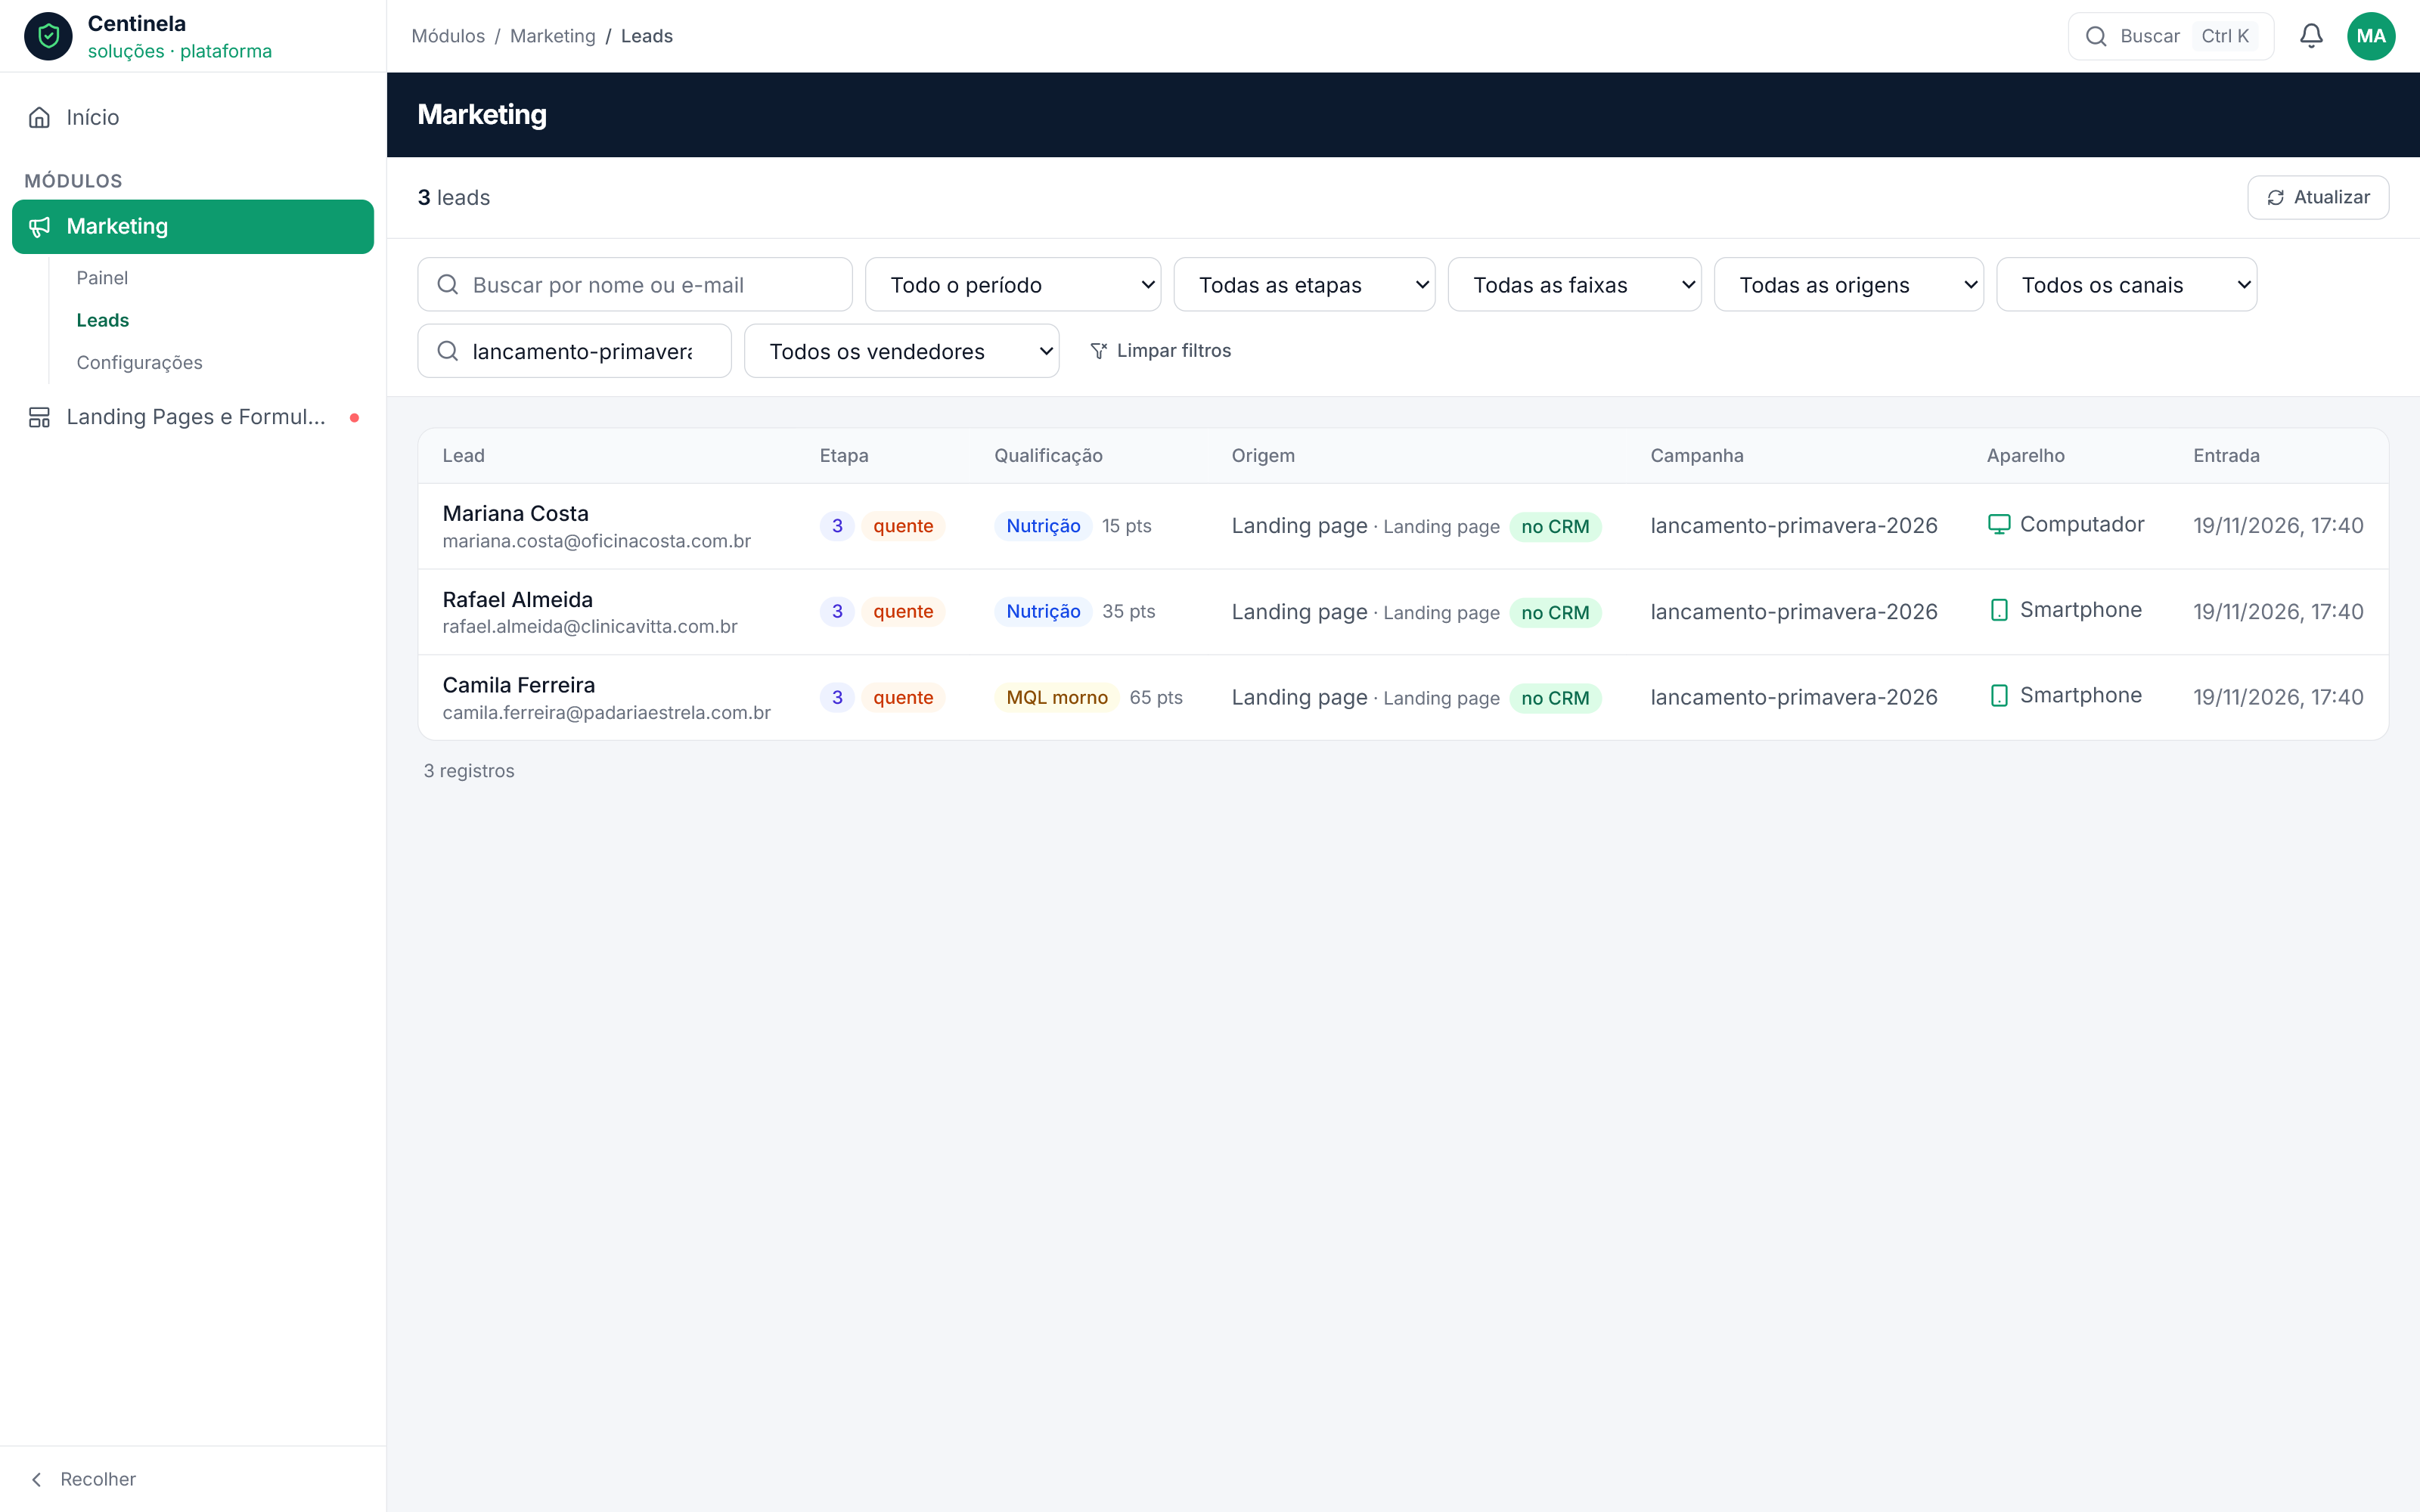 Centinela
soluções · plataforma
Módulos / Marketing / Leads
Buscar Ctrl K
MA
Início
MÓDULOS
Marketing
Painel
Leads
Configurações
Landing Pages e Formul...
Recolher
Marketing
3 leads
Atualizar
Buscar por nome ou e-mail
Todo o período
Todas as etapas
Todas as faixas
Todas as origens
Todos os canais
lancamento-primavera
Todos os vendedores
Limpar filtros
Lead Etapa Qualificação Origem Campanha Aparelho Entrada
Mariana Costa
mariana.costa@oficinacosta.com.br
3 quente Nutrição 15 pts Landing page · Landing page no CRM lancamento-primavera-2026 Computador 19/11/2026, 17:40
Rafael Almeida
rafael.almeida@clinicavitta.com.br
3 quente Nutrição 35 pts Landing page · Landing page no CRM lancamento-primavera-2026 Smartphone 19/11/2026, 17:40
Camila Ferreira
camila.ferreira@padariaestrela.com.br
3 quente MQL morno 65 pts Landing page · Landing page no CRM lancamento-primavera-2026 Smartphone 19/11/2026, 17:40
3 registros